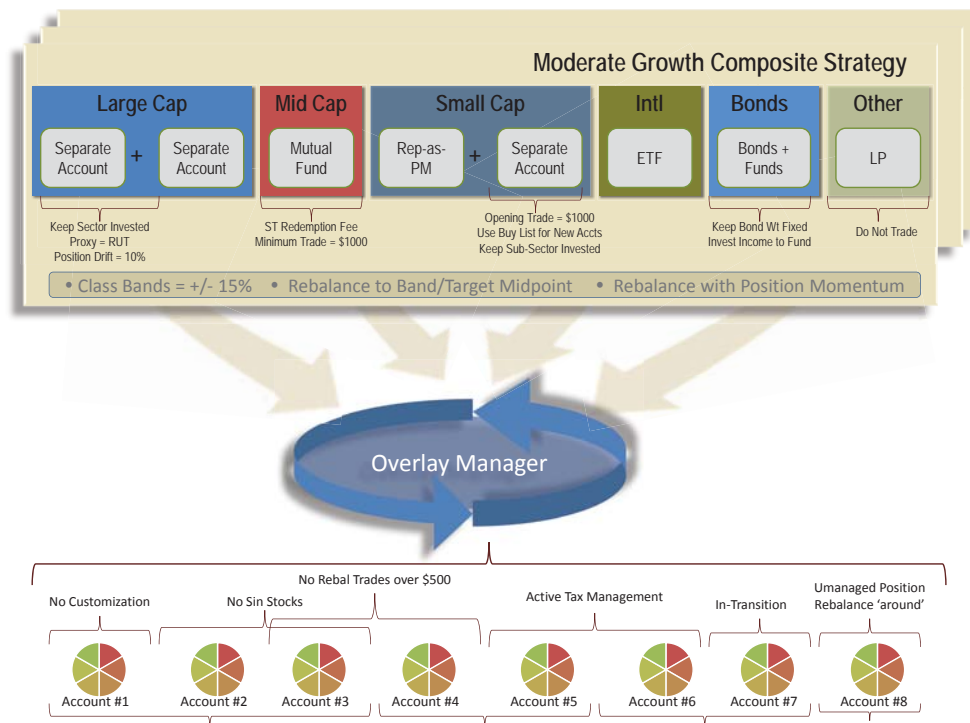 Moderate Growth Composite Strategy
Large Cap
Mid Cap
Small Cap
Intl
Bonds
Other
Separate
Account
+
Separate
Account
Mutual
Fund
Rep-as-
PM
+
Separate
Account
ETF
Bonds +
Funds
LP
Keep Sector Invested
Proxy = RUT
Position Drift = 10%
ST Redemption Fee
Minimum Trade = $1000
Opening Trade = $1000
Use Buy List for New Accts
Keep Sub-Sector Invested
Keep Bond Wt Fixed
Invest Income to Fund
Do Not Trade
• Class Bands = +/- 15% • Rebalance to Band/Target Midpoint • Rebalance with Position Momentum
Overlay Manager
No Rebal Trades over $500
No Customization
No Sin Stocks
Active Tax Management
In-Transition
Umanaged Position
Rebalance ‘around’
Account #1
Account #2
Account #3
Account #4
Account #5
Account #6
Account #7
Account #8